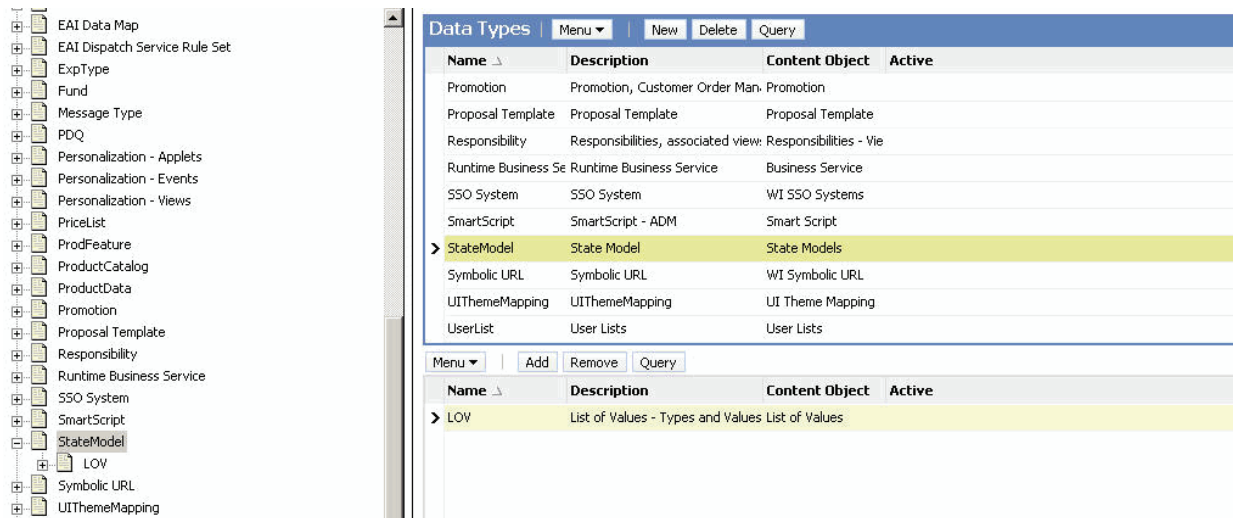 EAI Data Map
EAI Dispatch Service Rule Set
ExpType
Fund
Message Type
PDQ
Personalization - Applets
Personalization - Events
Personalization - Views
PriceList
ProdFeature
ProductCatalog
ProductData
Promotion
Proposal Template
Responsibility
Runtime Business Service
SSO System
SmartScript
StateModel
LOV
Symbolic URL
UIThemeMapping
Data Types Menu New Delete Query
Name Description Content Object Active
Promotion Promotion, Customer Order Man Promotion
Proposal Template Proposal Template Proposal Template
Responsibility Responsibilities, associated view Responsibilities - Vie
Runtime Business Se Runtime Business Service Business Service
SSO System SSO System WI SSO Systems
SmartScript SmartScript - ADM Smart Script
StateModel State Model State Models
Symbolic URL Symbolic URL WI Symbolic URL
UIThemeMapping UIThemeMapping UI Theme Mapping
UserList User Lists User Lists
Menu Add Remove Query
Name Description Content Object Active
LOV List of Values - Types and Values List of Values